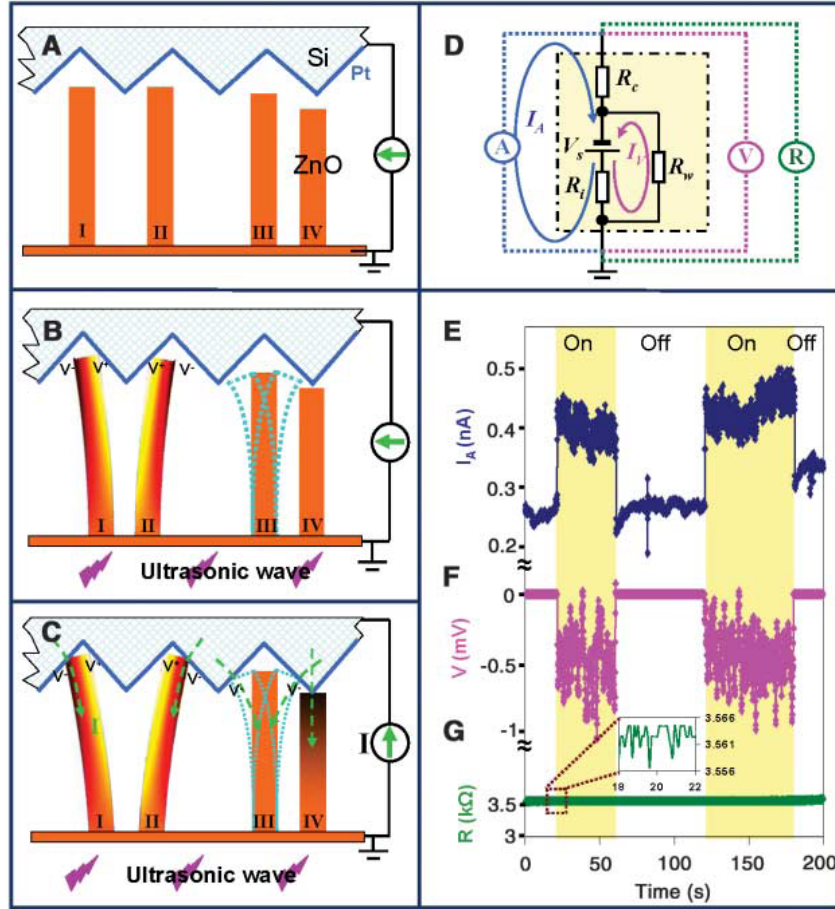 A
Si
Pt
ZnO
I II III IV
B
V- V+ V+ V-
I II III IV
Ultrasonic wave
C
V- V+ V+ V- V- V-
I
I
I II III IV
Ultrasonic wave
D
Rc
IA
A
Vs
IV
Ri
Rw
V
R
E
On Off On Off
0.5
0.4
0.3
0.2
IA (nA)
≈
F
0
-0.5
-1
V (mV)
≈
G
3.566
3.561
3.556
18 20 22
3.5
3
R (kΩ)
0 50 100 150 200
Time (s)